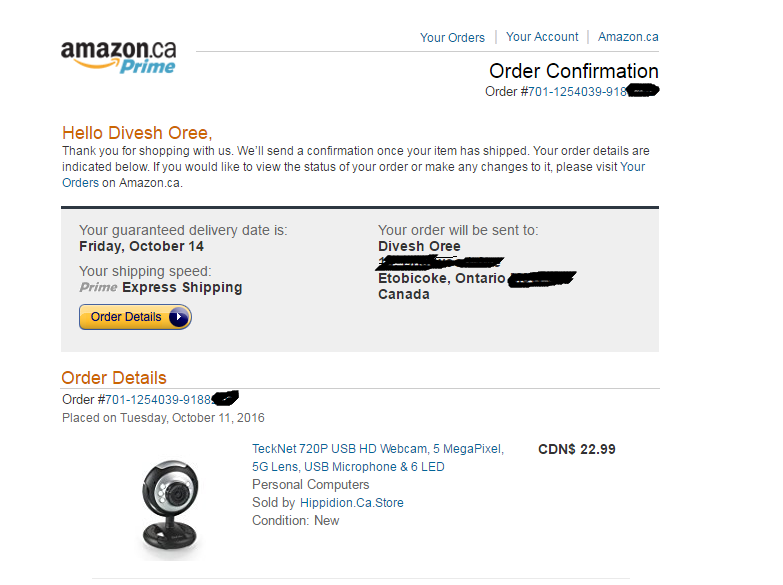 Your Orders | Your Account | Amazon.ca
amazon.ca
Prime
Order Confirmation
Order #701-1254039-918
Hello Divesh Oree,
Thank you for shopping with us. We'll send a confirmation once your item has shipped. Your order details are
indicated below. If you would like to view the status of your order or make any changes to it, please visit Your
Orders on Amazon.ca.
Your guaranteed delivery date is:
Friday, October 14
Your shipping speed:
Prime Express Shipping
Order Details
Your order will be sent to:
Divesh Oree
Etobicoke, Ontario
Canada
Order Details
Order #701-1254039-9188
Placed on Tuesday, October 11, 2016
TeckNet 720P USB HD Webcam, 5 MegaPixel,
5G Lens, USB Microphone & 6 LED
Personal Computers
Sold by Hippidion.Ca.Store
Condition: New
CDN$ 22.99